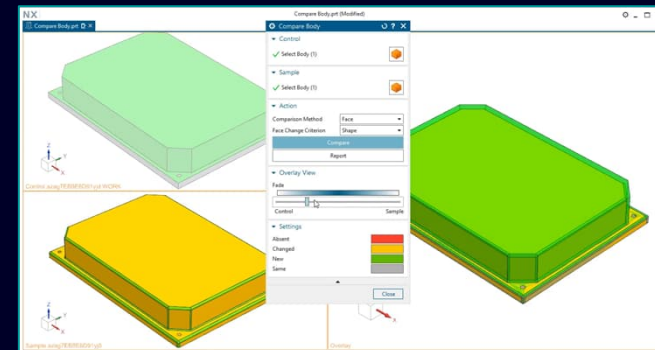 NX
Compare Body.prt (Modified)
Compare Body.prt
Compare Body
Control
Select Body (1)
Sample
Select Body (1)
Action
Comparison Method
Face
Face Change Criterion
Shape
Compare
Report
Overlay View
Fade
Control
Sample
Settings
Absent
Changed
New
Same
Close
Z
Y
X
Z
Y
X
X
Overlay